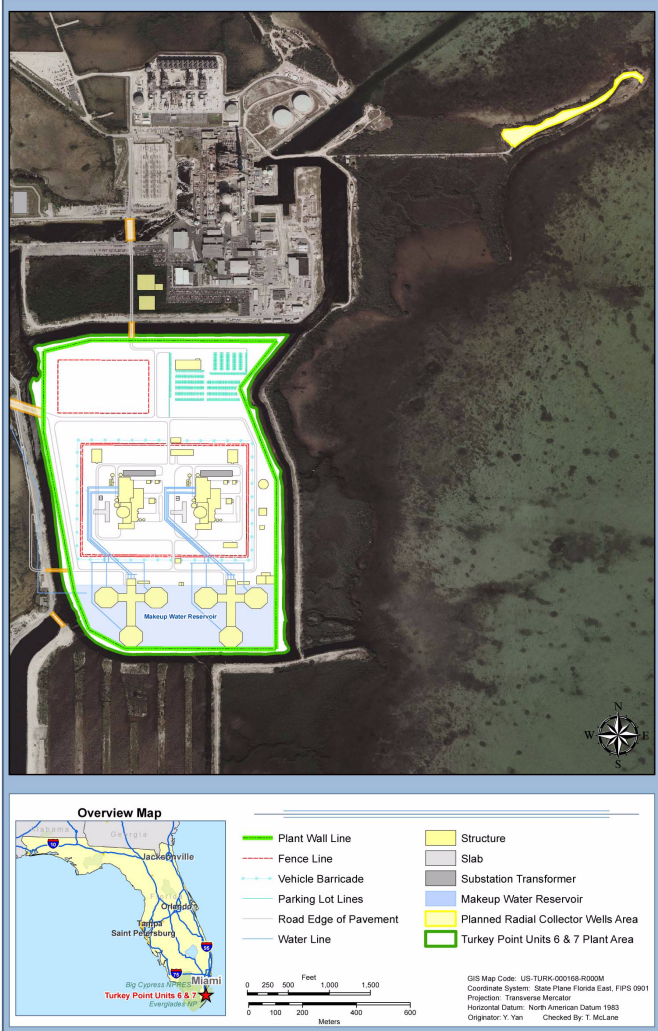 Makeup Water Reservoir
N
W
E
S
Overview Map
Alabama
Georgia
10
Jacksonville
Florida
Orlando
Tampa
Saint Petersburg
95
75
Miami
Big Cypress NPRES
Turkey Point Units 6 & 7
Everglades NP
Plant Wall Line
Fence Line
Vehicle Barricade
Parking Lot Lines
Road Edge of Pavement
Water Line
Structure
Slab
Substation Transformer
Makeup Water Reservoir
Planned Radial Collector Wells Area
Turkey Point Units 6 & 7 Plant Area
Feet
0 250 500 1,000 1,500
0 100 200 400 600
Meters
GIS Map Code: US-TURK-000168-R000M
Coordinate System: State Plane Florida East, FIPS 0901
Projection: Transverse Mercator
Horizontal Datum: North American Datum 1983
Originator: Y. Yan Checked By: T. McLane